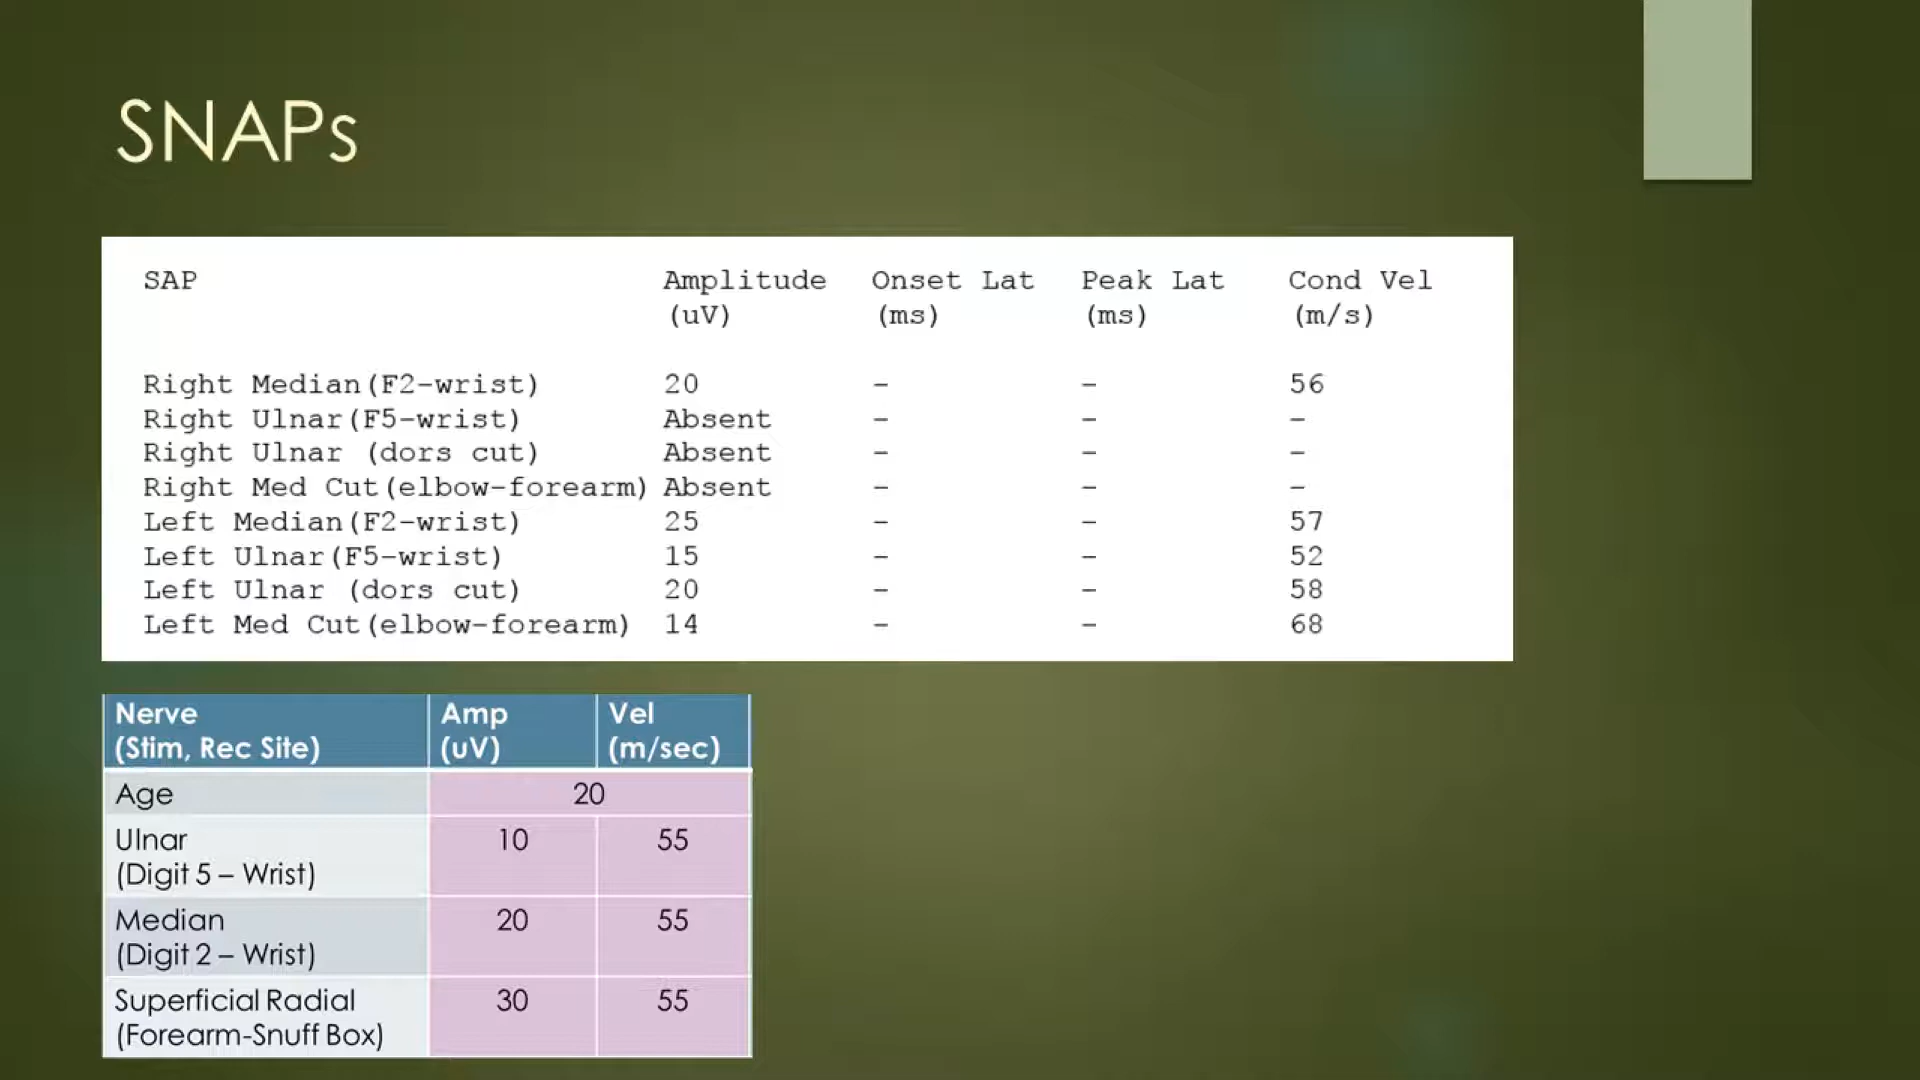 SNAPs
SAP Amplitude Onset Lat Peak Lat Cond Vel
(uV) (ms) (ms) (m/s)
Right Median(F2-wrist) 20 - - 56
Right Ulnar(F5-wrist) Absent - - -
Right Ulnar (dors cut) Absent - - -
Right Med Cut(elbow-forearm) Absent - - -
Left Median(F2-wrist) 25 - - 57
Left Ulnar(F5-wrist) 15 - - 52
Left Ulnar (dors cut) 20 - - 58
Left Med Cut(elbow-forearm) 14 - - 68
Nerve Amp Vel
(Stim, Rec Site) (uV) (m/sec)
Age 20
Ulnar 10 55
(Digit 5 – Wrist)
Median 20 55
(Digit 2 – Wrist)
Superficial Radial 30 55
(Forearm-Snuff Box)